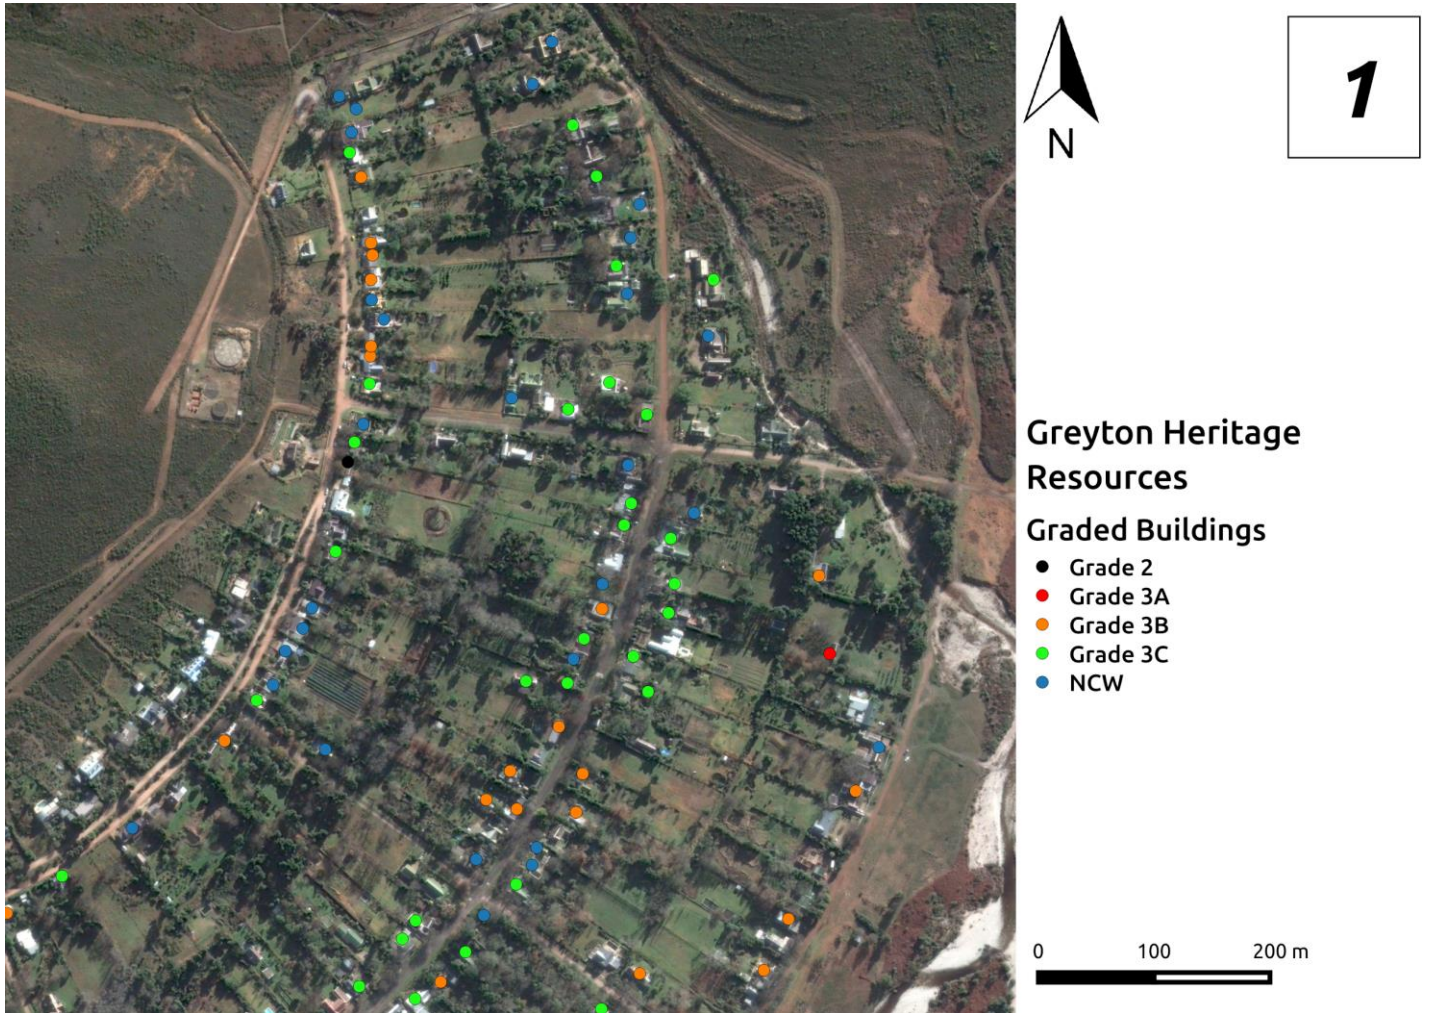 1
N
Greyton Heritage
Resources
Graded Buildings
Grade 2
Grade 3A
Grade 3B
Grade 3C
NCW
0 100 200 m